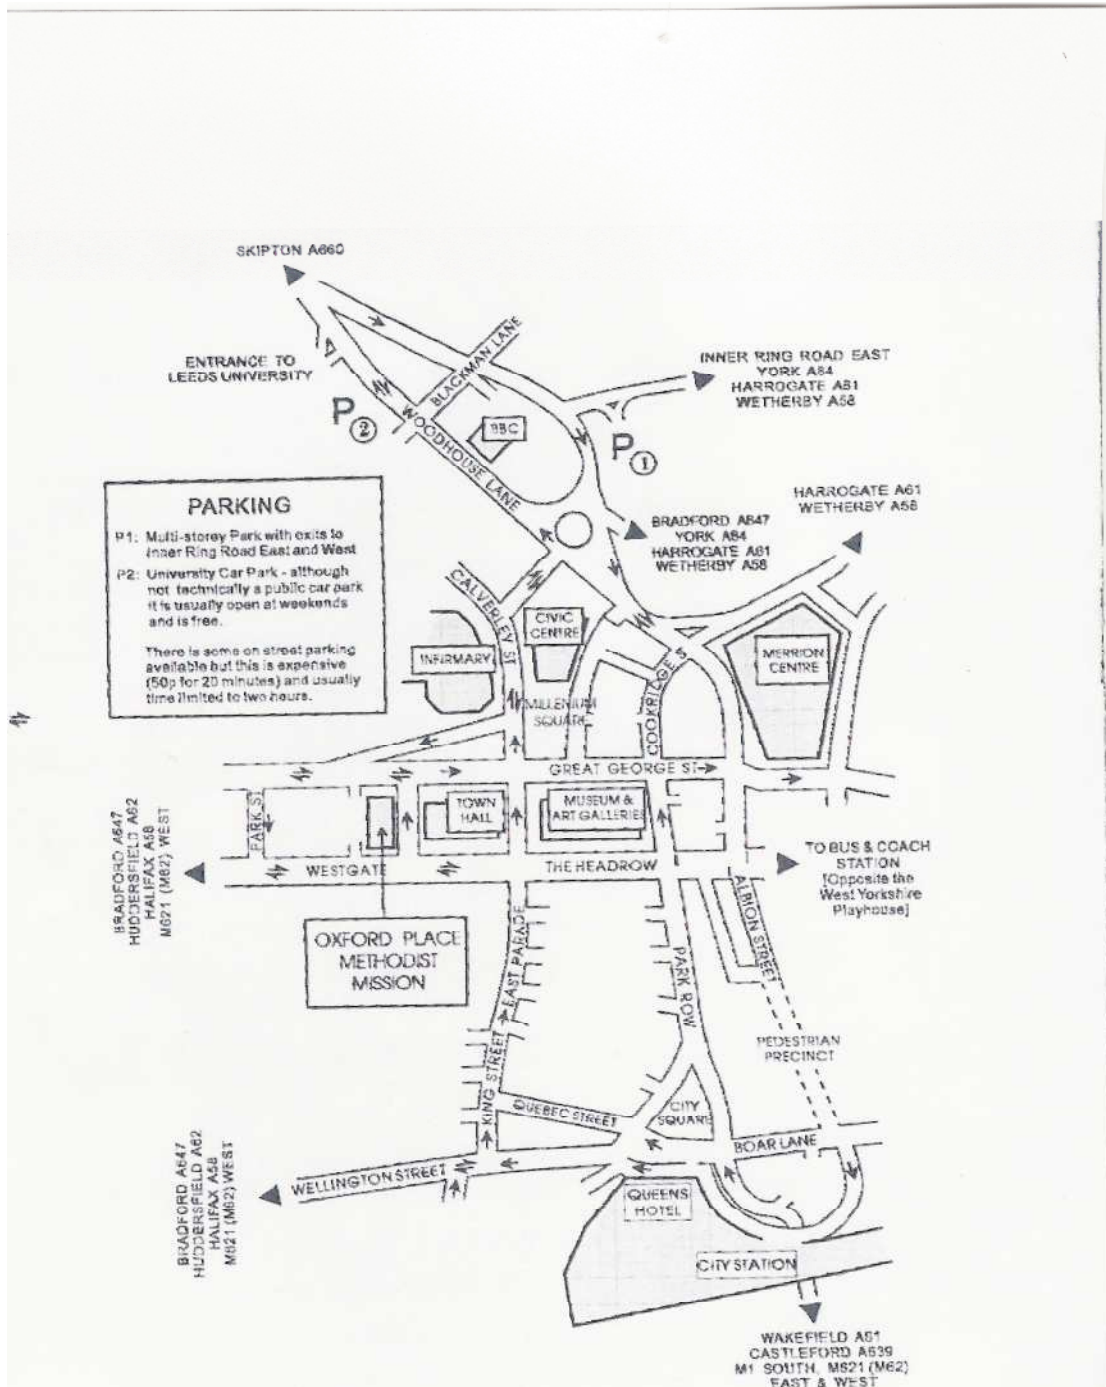 SKIPTON A660
ENTRANCE TO
LEEDS UNIVERSITY
BLACKMAN LANE
INNER RING ROAD EAST
YORK A64
HARROGATE A61
WETHERBY A58
P
2
WOODHOUSE LANE
BBC
P
1
HARROGATE A61
WETHERBY A58
BRADFORD A647
YORK A64
HARROGATE A61
WETHERBY A58
PARKING
P1: Multi-storey Park with exits to
Inner Ring Road East and West
P2: University Car Park - although
not technically a public car park
it is usually open at weekends
and is free.
There is some on street parking
available but this is expensive
(50p for 20 minutes) and usually
time limited to two hours.
CALVERLEY ST
CIVIC
CENTRE
INFIRMARY
COOKRIDGE S
MERRION
CENTRE
MILLENIUM
SQUARE
GREAT GEORGE ST
PARK ST
TOWN
HALL
MUSEUM &
ART GALLERIES
BRADFORD A647
HUDDERSFIELD A62
HALIFAX A58
M621 (M62) WEST
WESTGATE
THE HEADROW
TO BUS & COACH
STATION
[Opposite the
West Yorkshire
Playhouse]
ALBION STREET
OXFORD PLACE
METHODIST
MISSION
EAST PARADE
PARK ROW
PEDESTRIAN
PRECINCT
KING STREET
QUEBEC STREET
CITY
SQUARE
BOAR LANE
WELLINGTON STREET
BRADFORD A647
HUDDERSFIELD A62
HALIFAX A58
M621 (M62) WEST
QUEENS
HOTEL
CITY STATION
WAKEFIELD A61
CASTLEFORD A639
M1 SOUTH, M621 (M62)
EAST & WEST